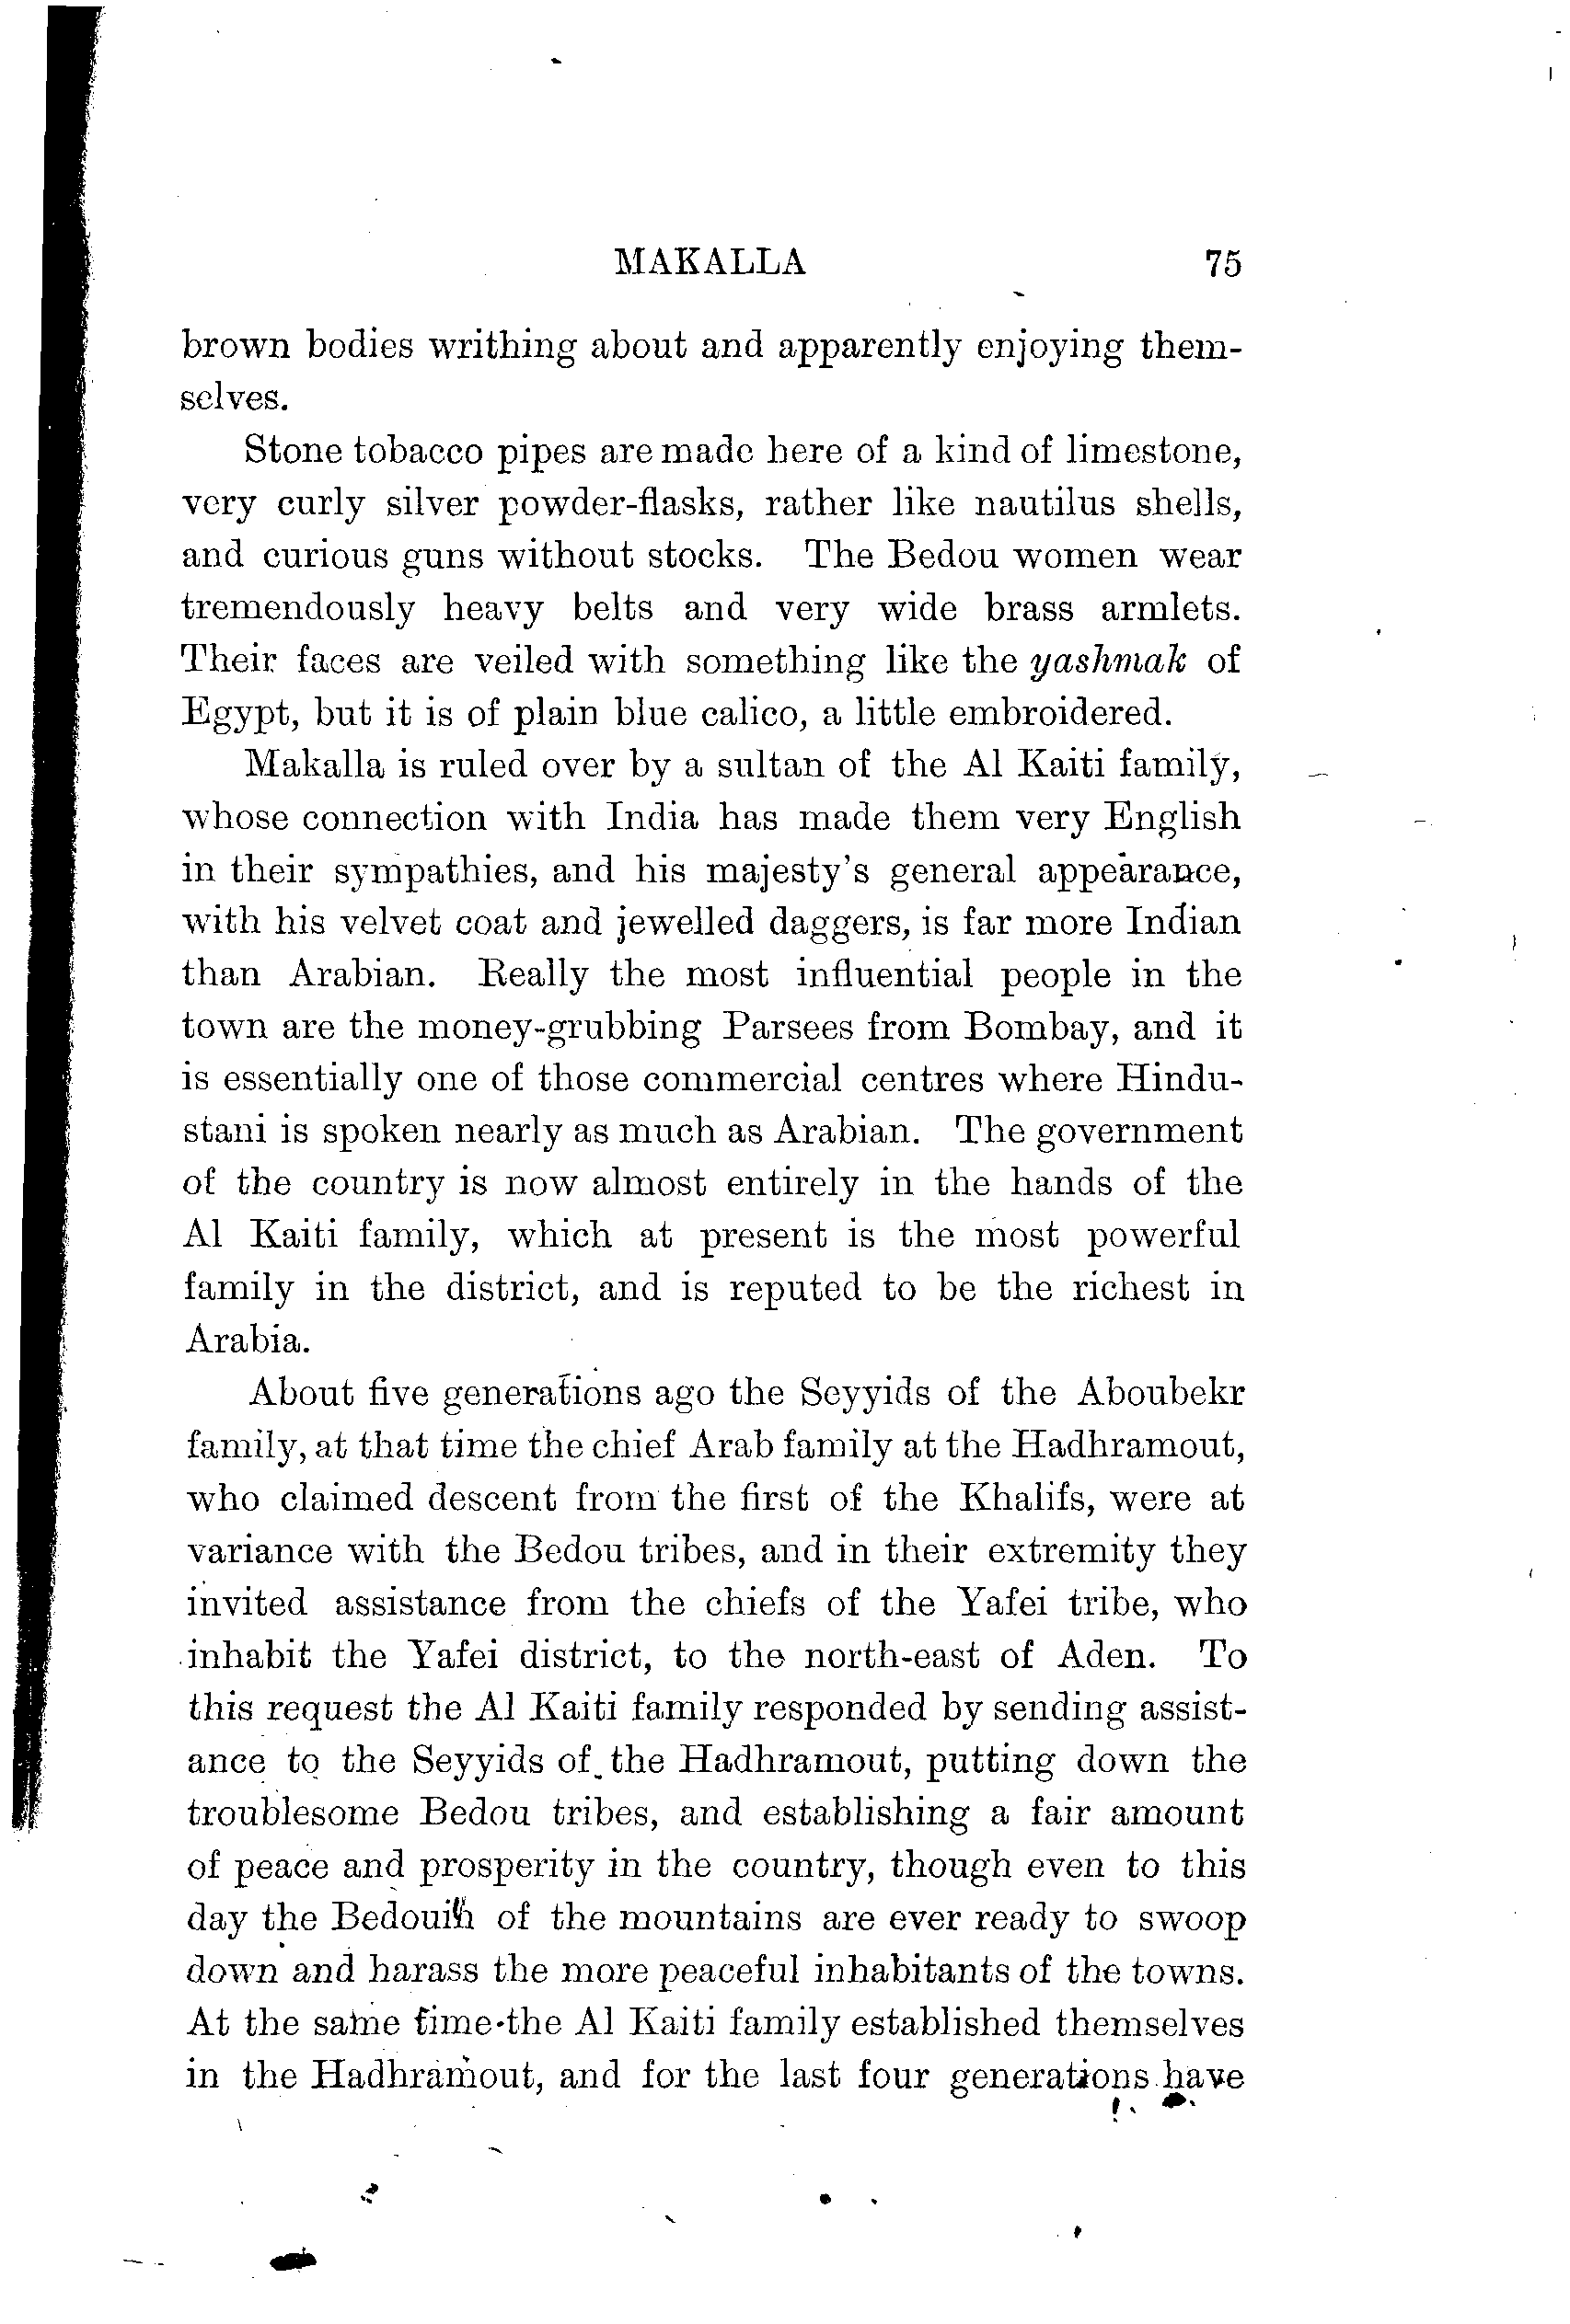 MAKALLA 75
brown bodies writhing about and apparently enjoying them-
selves.
Stone tobacco pipes are made here of a kind of limestone,
very curly silver powder-flasks, rather like nautilus shells,
and curious guns without stocks. The Bedou women wear
tremendously heavy belts and very wide brass armlets.
Their faces are veiled with something like the yashmak of
Egypt, but it is of plain blue calico, a little embroidered.
Makalla is ruled over by a sultan of the Al Kaiti family,
whose connection with India has made them very English
in their sympathies, and his majesty's general appearance,
with his velvet coat and jewelled daggers, is far more Indian
than Arabian. Really the most influential people in the
town are the money-grubbing Parsees from Bombay, and it
is essentially one of those commercial centres where Hindu-
stani is spoken nearly as much as Arabian. The government
of the country is now almost entirely in the hands of the
Al Kaiti family, which at present is the most powerful
family in the district, and is reputed to be the richest in
Arabia.
About five generations ago the Seyyids of the Aboubekr
family, at that time the chief Arab family at the Hadhramout,
who claimed descent from the first of the Khalifs, were at
variance with the Bedou tribes, and in their extremity they
invited assistance from the chiefs of the Yafei tribe, who
inhabit the Yafei district, to the north-east of Aden. To
this request the Al Kaiti family responded by sending assist-
ance to the Seyyids of the Hadhramout, putting down the
troublesome Bedou tribes, and establishing a fair amount
of peace and prosperity in the country, though even to this
day the Bedouin of the mountains are ever ready to swoop
down and harass the more peaceful inhabitants of the towns.
At the same time the Al Kaiti family established themselves
in the Hadhramout, and for the last four generations have